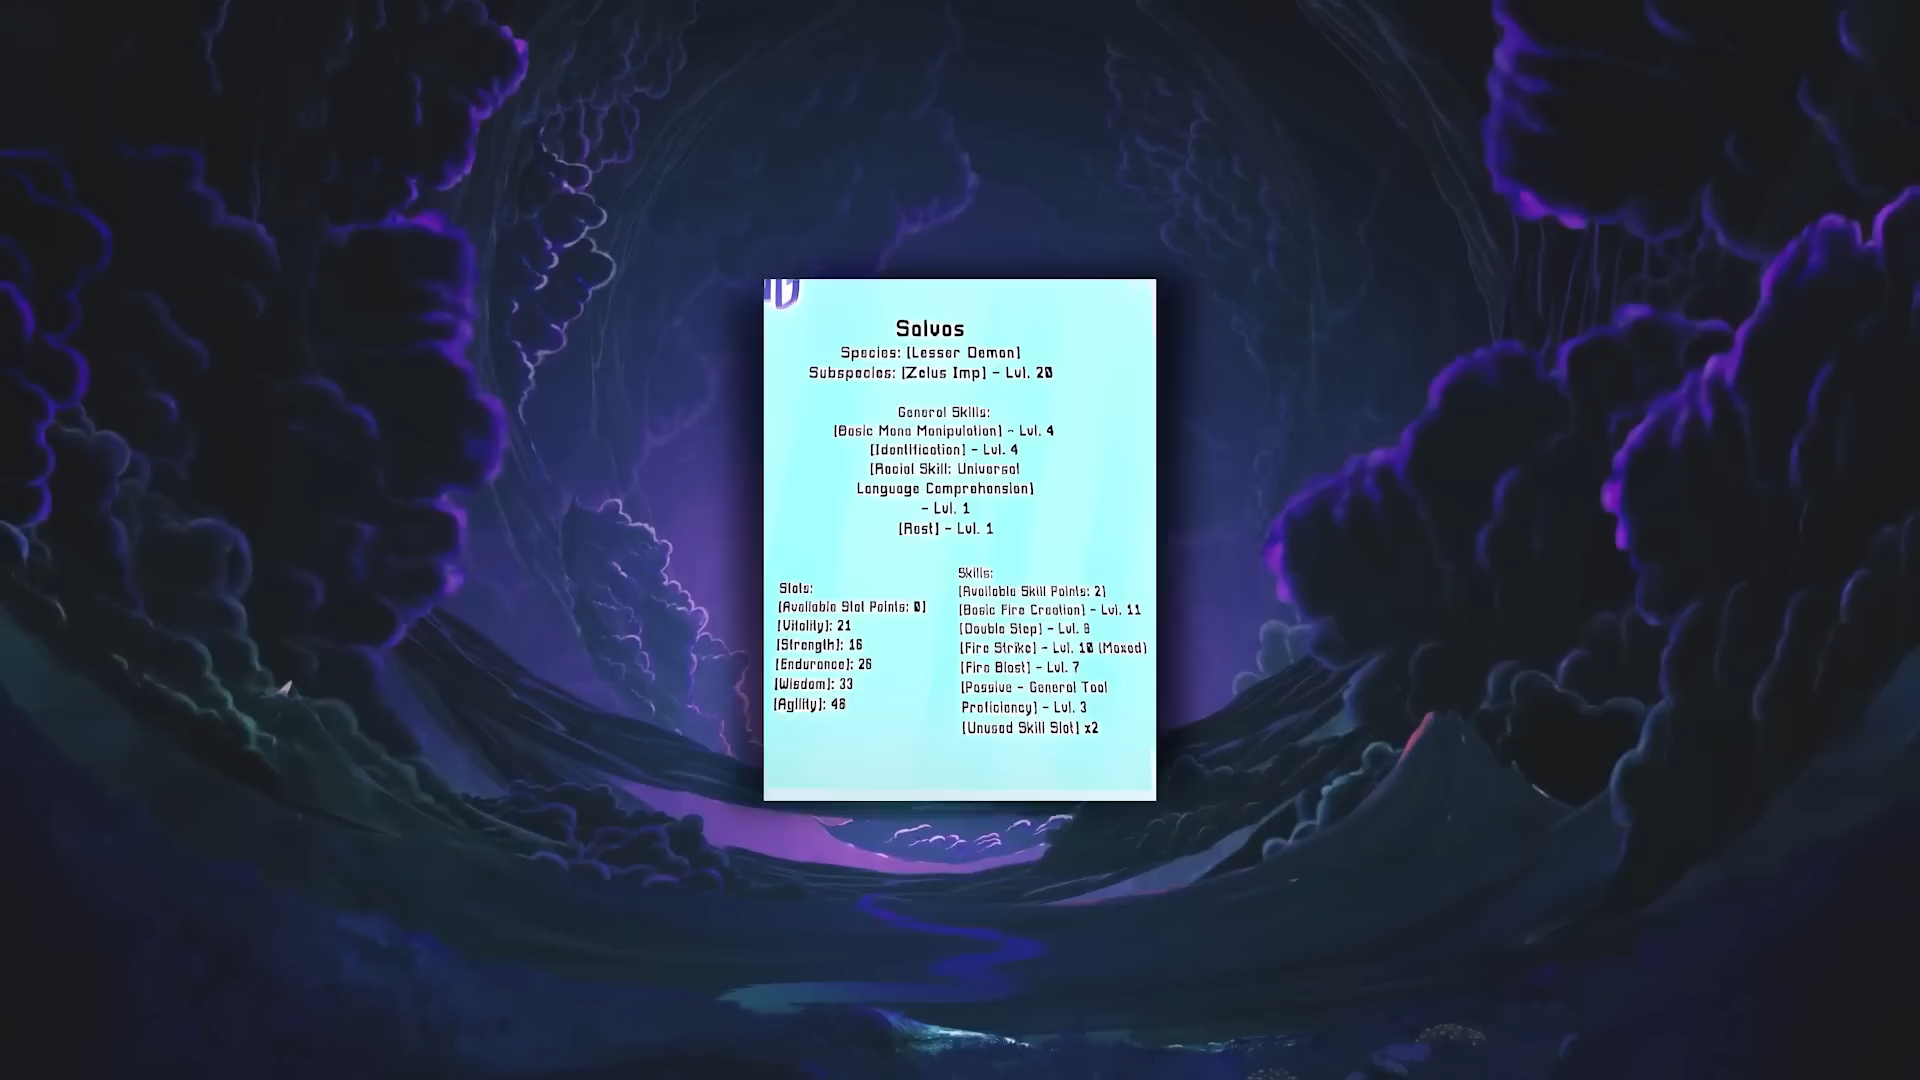 Salvos
Species: [Lesser Demon]
Subspecies: [Zelus Imp] - Lvl. 20
General Skills:
[Basic Mana Manipulation] - Lvl. 4
[Identification] - Lvl. 4
[Racial Skill: Universal
Language Comprehension]
- Lvl. 1
[Rest] - Lvl. 1
Stats:
[Available Stat Points: 0]
[Vitality]: 21
[Strength]: 16
[Endurance]: 26
[Wisdom]: 33
[Agility]: 48
Skills:
[Available Skill Points: 2]
[Basic Fire Creation] - Lvl. 11
[Double Step] - Lvl. 8
[Fire Strike] - Lvl. 10 (Maxed)
[Fire Blast] - Lvl. 7
[Passive - General Tool
Proficiency] - Lvl. 3
[Unused Skill Slot] x2